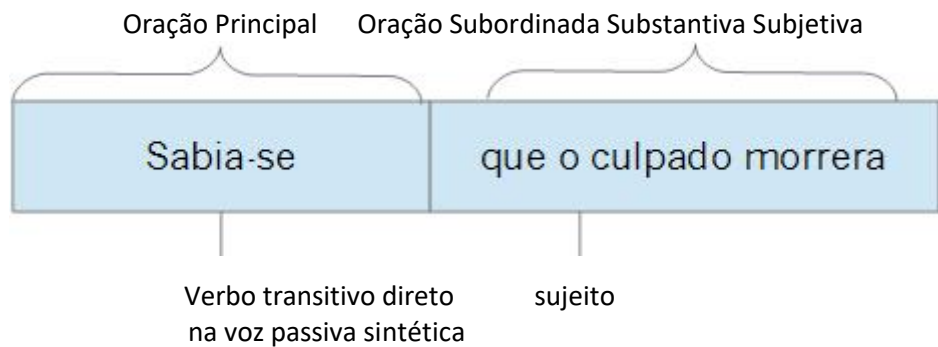 Oração Principal Oração Subordinada Substantiva Subjetiva
Sabia-se que o culpado morrera
Verbo transitivo direto sujeito
na voz passiva sintética